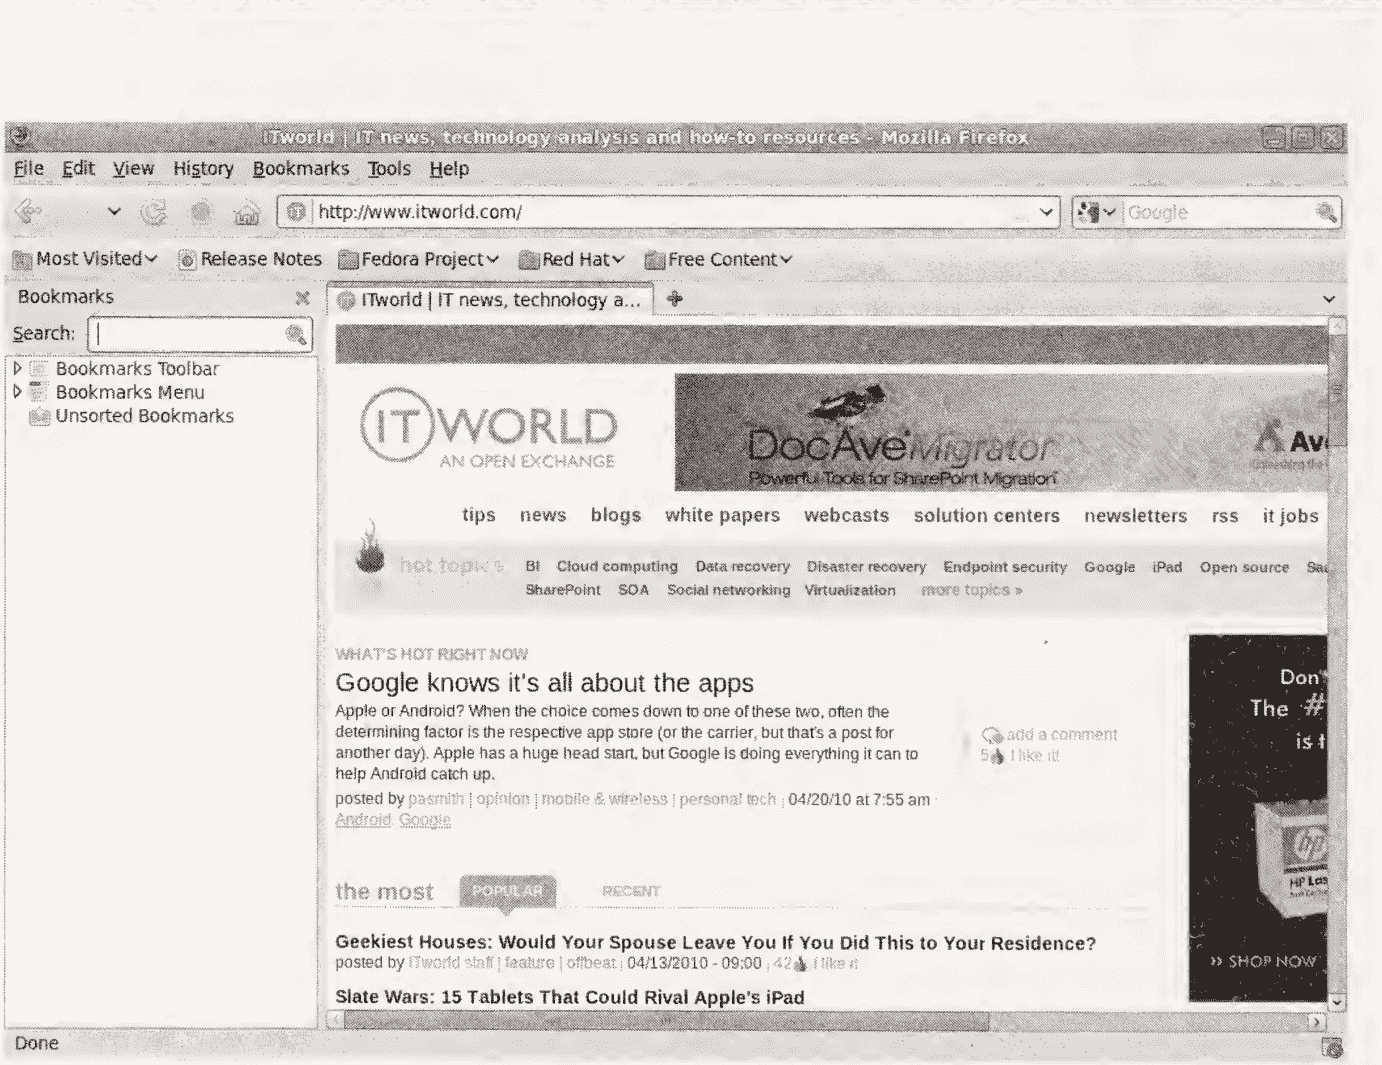 ITworld | IT news, technology analysis and how-to resources - Mozilla Firefox
File Edit View History Bookmarks Tools Help
http://www.itworld.com/ Google
Most Visited Release Notes Fedora Project Red Hat Free Content
Bookmarks
Search:
Bookmarks Toolbar
Bookmarks Menu
Unsorted Bookmarks
ITworld | IT news, technology a...
IT WORLD
AN OPEN EXCHANGE
DocAve Migrator
Powerful Tools for SharePoint Migration
Av
tips news blogs white papers webcasts solution centers newsletters rss it jobs
hot topics BI Cloud computing Data recovery Disaster recovery Endpoint security Google iPad Open source
SharePoint SOA Social networking Virtualization more topics »
WHAT'S HOT RIGHT NOW
Google knows it's all about the apps
Apple or Android? When the choice comes down to one of these two, often the
determining factor is the respective app store (or the carrier, but that's a post for
another day). Apple has a huge head start, but Google is doing everything it can to
help Android catch up.
posted by pasmith | opinion | mobile & wireless | personal tech | 04/20/10 at 7:55 am
Android Google
add a comment
5 I like it!
the most POPULAR RECENT
Geekiest Houses: Would Your Spouse Leave You If You Did This to Your Residence?
posted by ITworld staff | feature | offbeat | 04/13/2010 - 09:00 | 42 I like it
Slate Wars: 15 Tablets That Could Rival Apple's iPad
Don'
The #
is t
hp
HP Las
›› SHOP NOW
Done